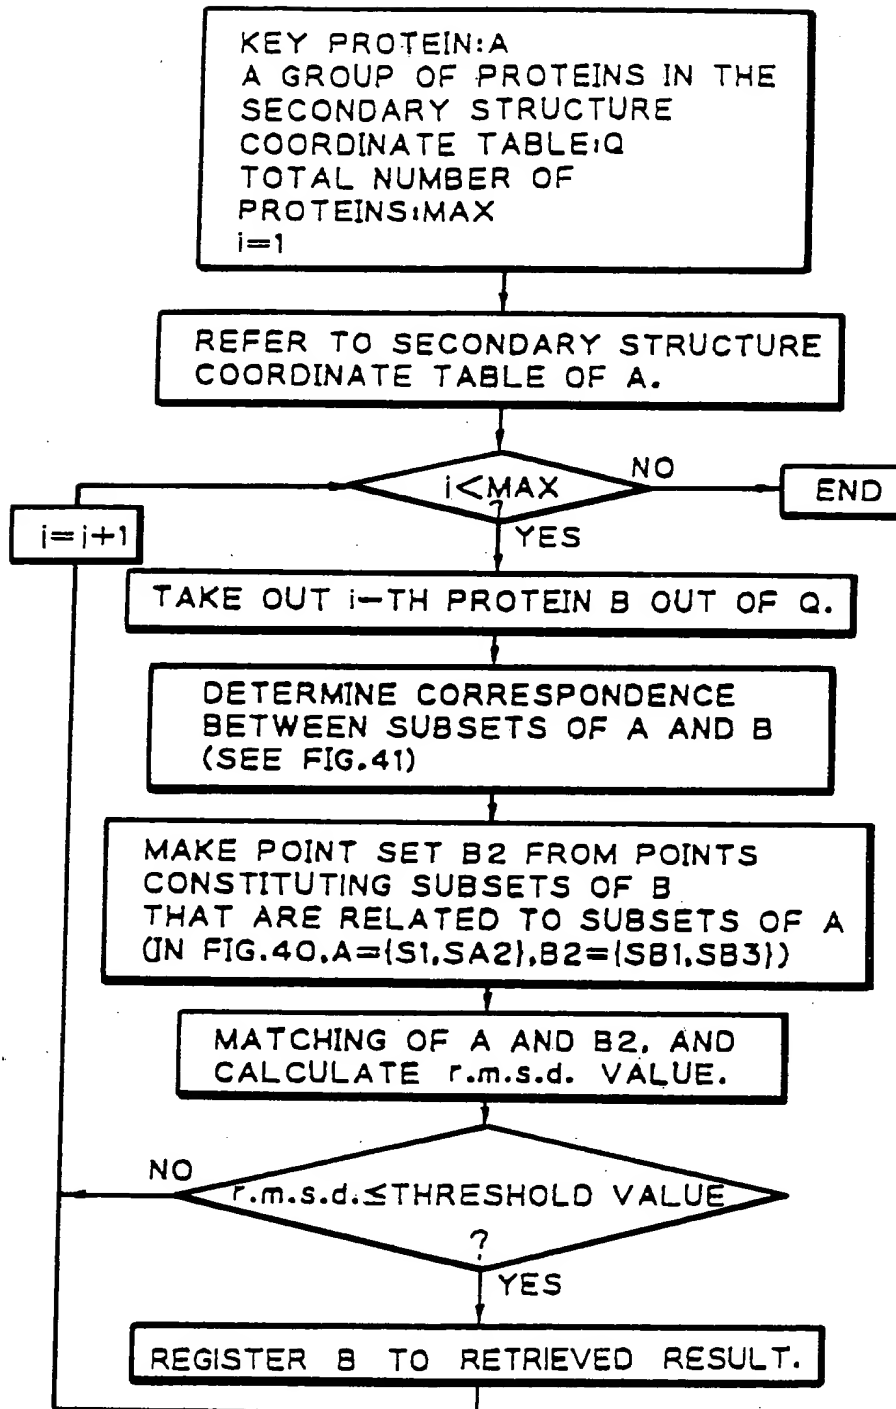 KEY PROTEIN:A
A GROUP OF PROTEINS IN THE
SECONDARY STRUCTURE
COORDINATE TABLE:Q
TOTAL NUMBER OF
PROTEINS:MAX
i=1
REFER TO SECONDARY STRUCTURE
COORDINATE TABLE OF A.
i<MAX
?
NO
END
YES
i=i+1
TAKE OUT i-TH PROTEIN B OUT OF Q.
DETERMINE CORRESPONDENCE
BETWEEN SUBSETS OF A AND B
(SEE FIG.41)
MAKE POINT SET B2 FROM POINTS
CONSTITUTING SUBSETS OF B
THAT ARE RELATED TO SUBSETS OF A
(IN FIG.40.A={S1,SA2},B2={SB1,SB3})
MATCHING OF A AND B2. AND
CALCULATE r.m.s.d. VALUE.
NO
r.m.s.d.≤THRESHOLD VALUE
?
YES
REGISTER B TO RETRIEVED RESULT.